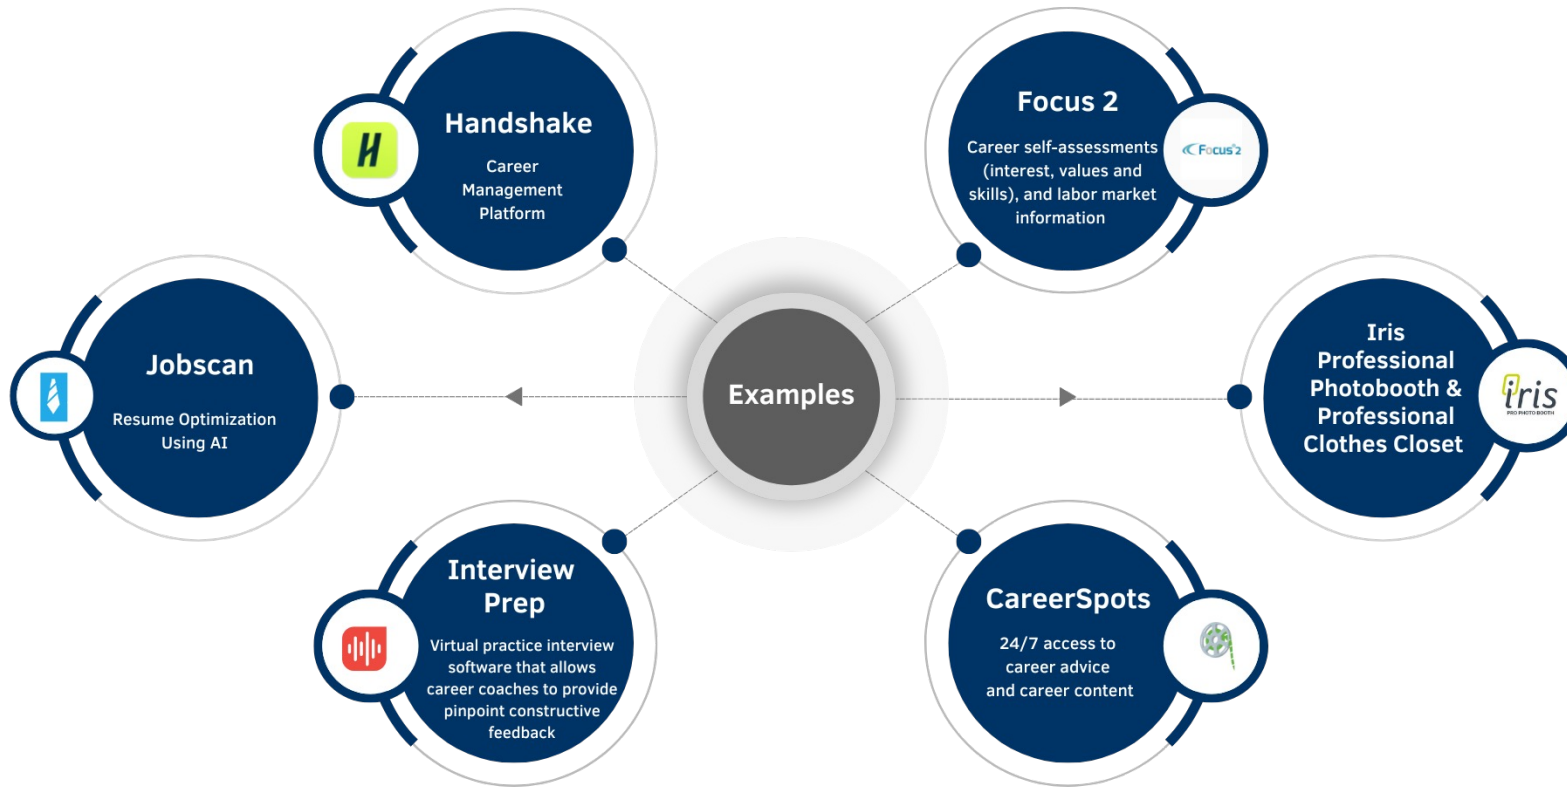 Handshake
Career
Management
Platform
H
Focus 2
Career self-assessments
(interest, values and
skills), and labor market
information
Focus 2
Jobscan
Resume Optimization
Using AI
Examples
Iris
Professional
Photobooth &
Professional
Clothes Closet
iris
PRO PHOTO BOOTH
Interview
Prep
Virtual practice interview
software that allows
career coaches to provide
pinpoint constructive
feedback
CareerSpots
24/7 access to
career advice
and career content